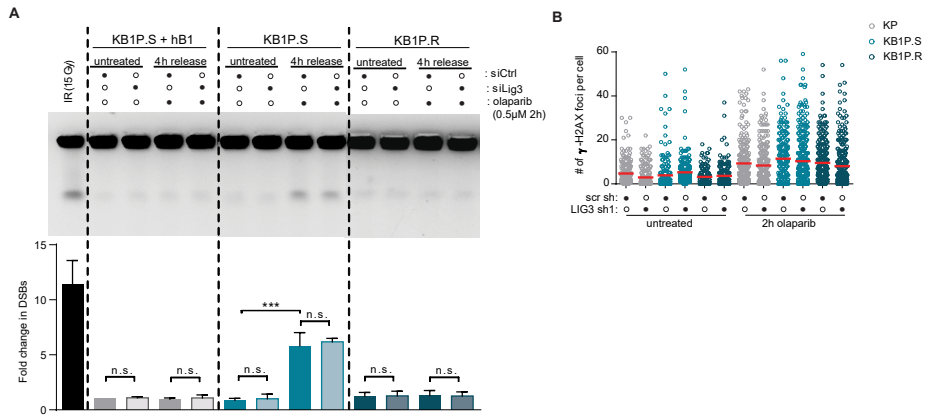 A
KB1P.S + hB1
KB1P.S
KB1P.R
IR(15 Gy)
untreated
4h release
untreated
4h release
untreated
4h release
: siCtrl
: siLig3
: olaparib
(0.5µM 2h)
Fold change in DSBs
15
10
5
0
n.s.
n.s.
n.s.
***
n.s.
n.s.
n.s.
B
KP
KB1P.S
KB1P.R
# of γ-H2AX foci per cell
60
40
20
0
scr sh:
LIG3 sh1:
untreated
2h olaparib